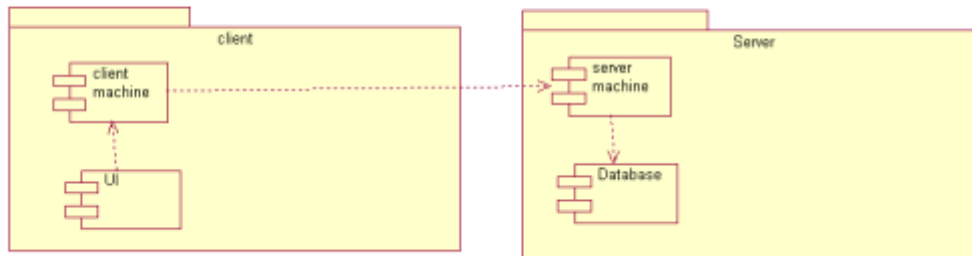 client
client
machine
UI
Server
server
machine
Database